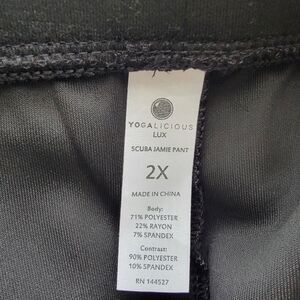 YOGALICIOUS
LUX
SCUBA JAMIE PANT
2X
MADE IN CHINA
Body:
71% POLYESTER
22% RAYON
7% SPANDEX
Contrast:
90% POLYESTER
10% SPANDEX
RN 144527